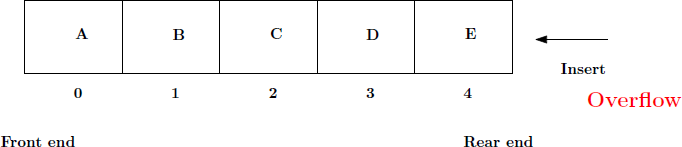 A B C D E
Insert
0 1 2 3 4
Overflow
Front end Rear end